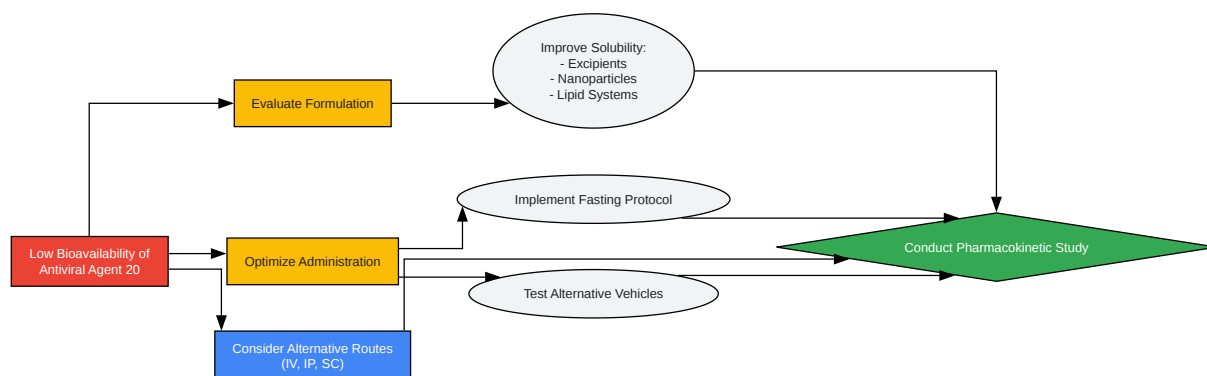 Improve Solubility:
- Excipients
- Nanoparticles
- Lipid Systems
Evaluate Formulation
Implement Fasting Protocol
Low Bioavailability of
Antiviral Agent 20
Optimize Administration
Conduct Pharmacokinetic Study
Test Alternative Vehicles
Consider Alternative Routes
(IV, IP, SC)